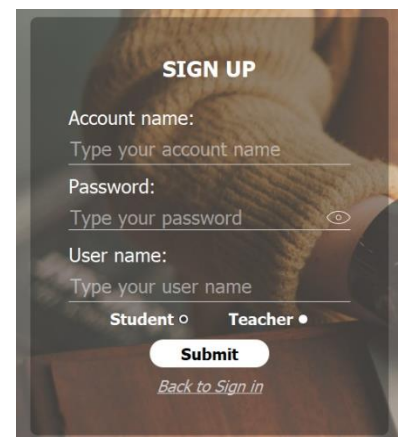 SIGN UP
Account name:
Type your account name
Password:
Type your password
User name:
Type your user name
Student Teacher
Submit
Back to Sign in